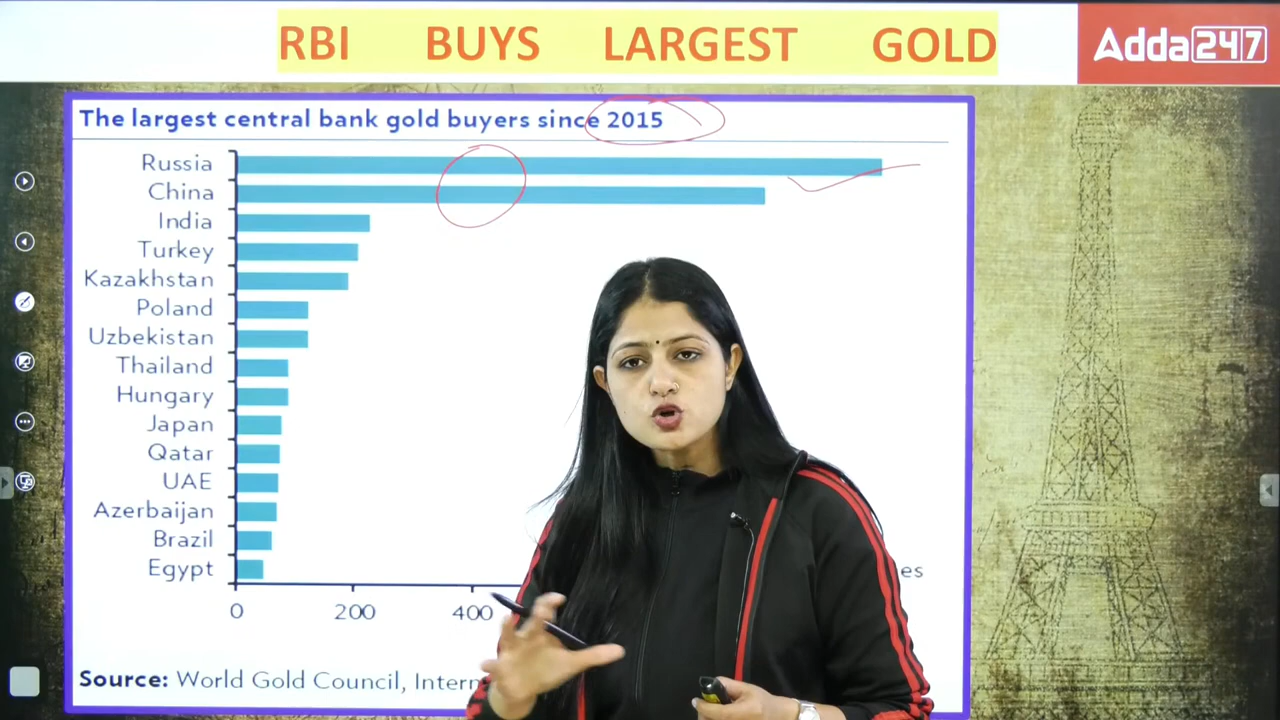 RBI BUYS LARGEST GOLD
Adda247
The largest central bank gold buyers since 2015
Russia
China
India
Turkey
Kazakhstan
Poland
Uzbekistan
Thailand
Hungary
Japan
Qatar
UAE
Azerbaijan
Brazil
Egypt
0 200 400
Source: World Gold Council,